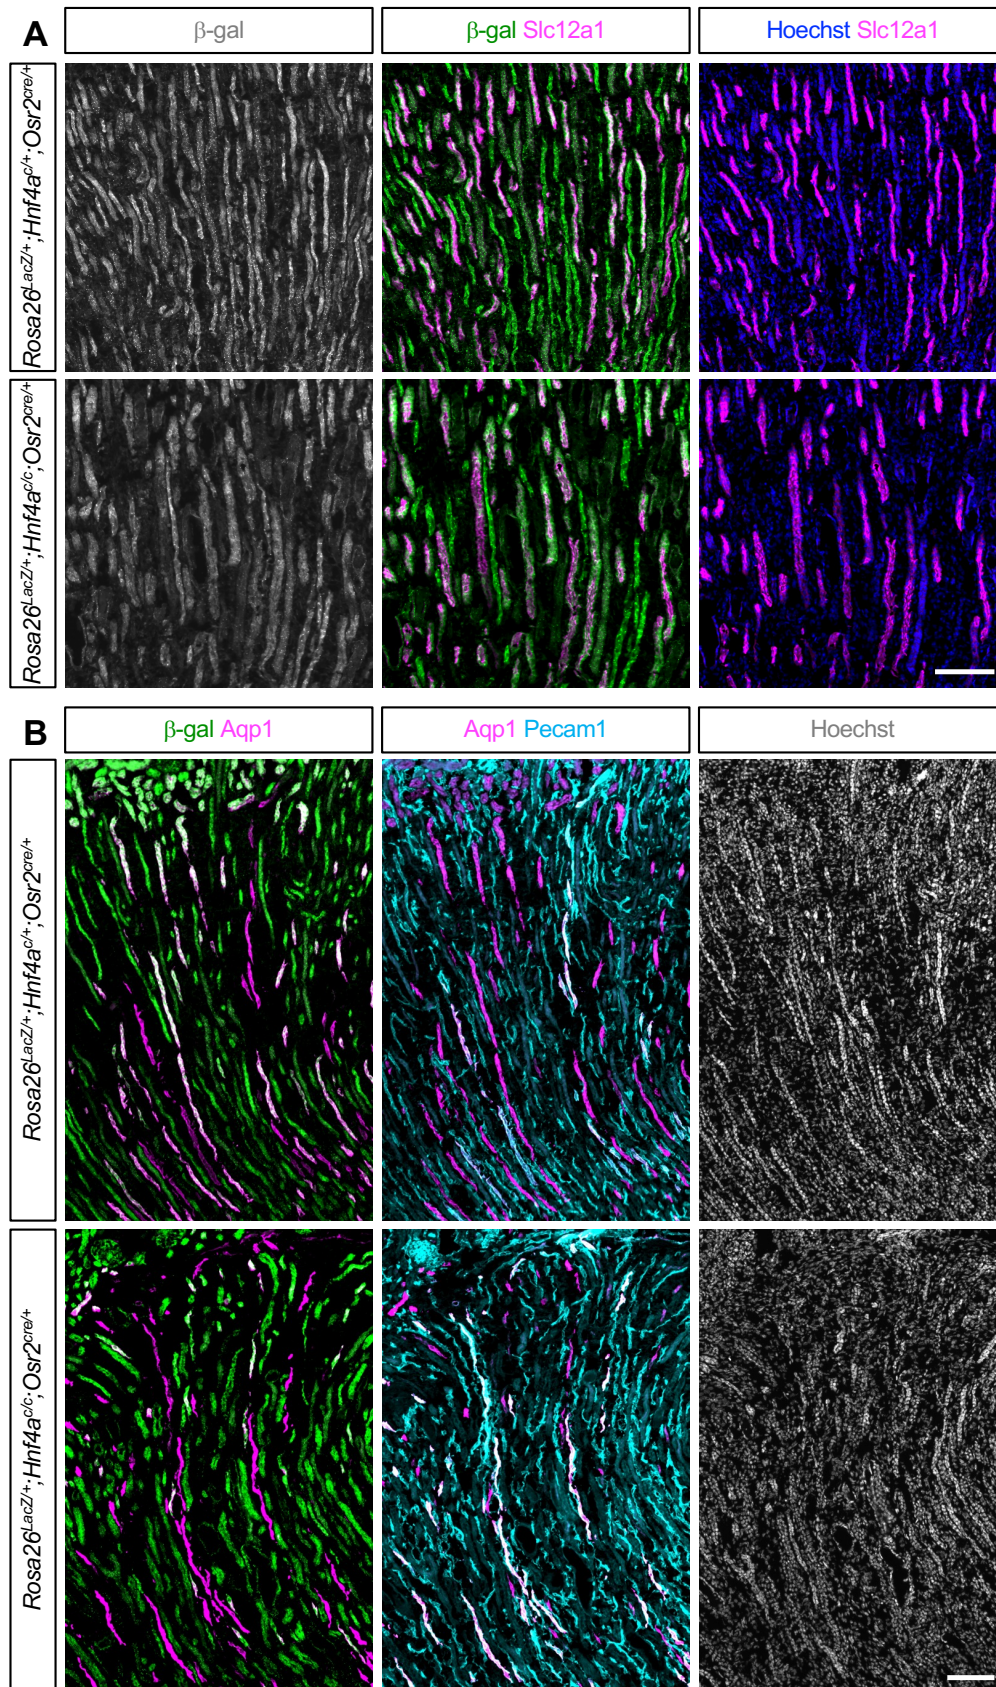 A
β-gal
β-gal Slc12a1
Hoechst Slc12a1
Rosa26LacZ/+;Hnf4ac/+;Osr2cre/+
Rosa26LacZ/+;Hnf4ac/c;Osr2cre/+
B
β-gal Aqp1
Aqp1 Pecam1
Hoechst
Rosa26LacZ/+;Hnf4ac/+;Osr2cre/+
Rosa26LacZ/+;Hnf4ac/c;Osr2cre/+